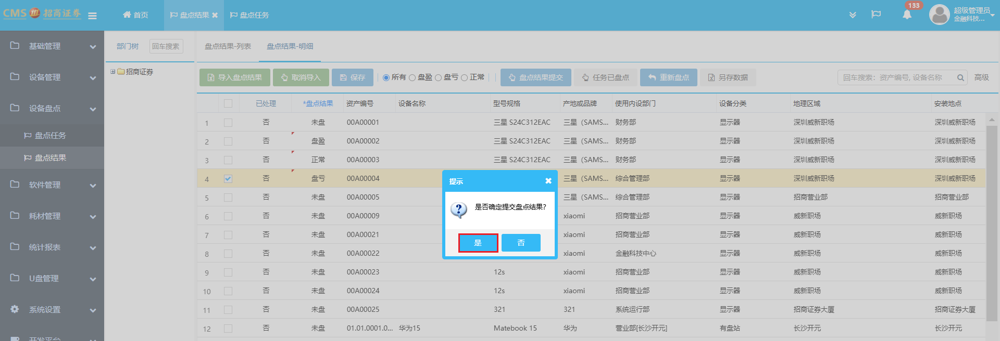 CMS 招商证券
首页
盘点结果
盘点任务
133
超级管理员
金融科技...
基础管理
设备管理
设备盘点
盘点任务
盘点结果
软件管理
耗材管理
统计报表
U盘管理
系统设置
开发平台
部门树
回车搜索
招商证券
盘点结果-列表
盘点结果-明细
导入盘点结果
取消导入
保存
所有
盘盈
盘亏
正常
盘点结果提交
任务已盘点
重新盘点
另存数据
回车搜索：资产编号, 设备名称
高级
已处理 *盘点结果 资产编号 设备名称 型号规格 产地或品牌 使用内设部门 设备分类 地理区域 安装地点
1 否 未盘 00A00001 三星 S24C312EAC 三星（SAMS... 财务部 显示器 深圳威新职场 深圳威新职场
2 否 盘盈 00A00002 三星 S24C312EAC 三星（SAMS... 财务部 显示器 深圳威新职场 深圳威新职场
3 否 正常 00A00003 三星 S24C312EAC 三星（SAMS... 财务部 显示器 深圳威新职场 深圳威新职场
4 否 盘亏 00A00004 三星（SAMS... 综合管理部 显示器 深圳威新职场 深圳威新职场
5 否 未盘 00A00005 三星（SAMS... 综合管理部 显示器 招商营业部 招商营业部
6 否 未盘 00A00009 xiaomi 招商营业部 显示器 威新职场 威新职场
7 否 未盘 00A00021 xiaomi 招商营业部 显示器 威新职场 威新职场
8 否 未盘 00A00022 xiaomi 金融科技中心 显示器 威新职场 威新职场
9 否 未盘 00A00023 12s xiaomi 招商营业部 显示器 威新职场 威新职场
10 否 未盘 00A00024 12s xiaomi 招商营业部 显示器 威新职场 威新职场
11 否 未盘 00A00025 321 321 系统运行部 显示器 招商证券大厦 招商证券大厦
12 否 未盘 01.01.0001.0... 华为15 Matebook 15 华为 营业部[长沙开元] 有盘站 长沙开元 长沙开元
提示
是否确定提交盘点结果?
是
否